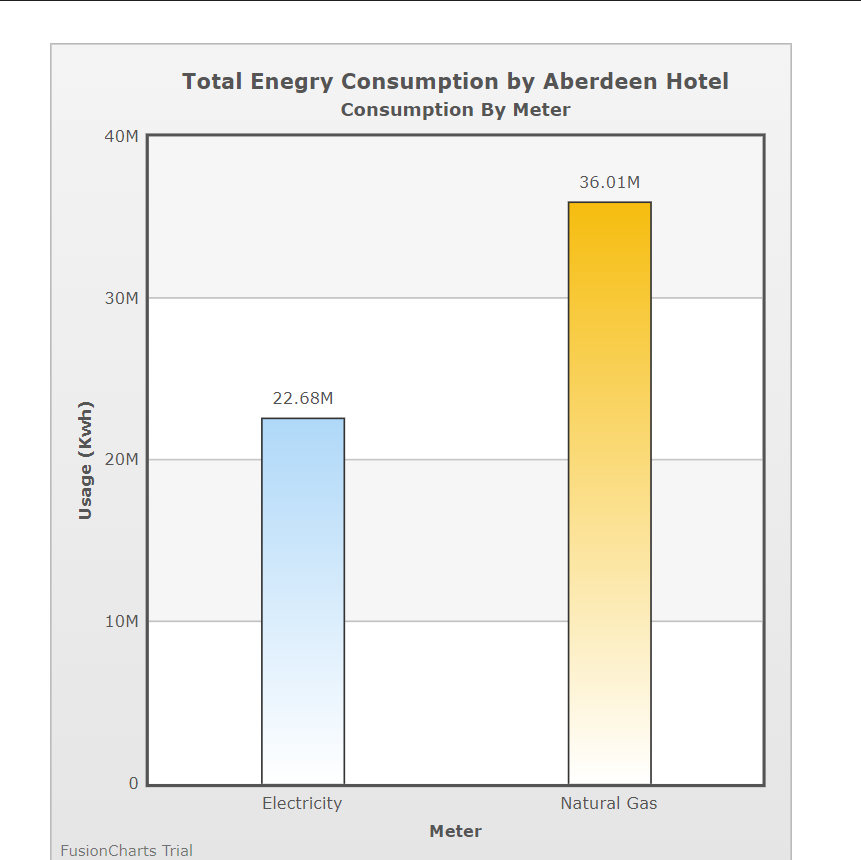 Total Enegry Consumption by Aberdeen Hotel
Consumption By Meter
40M
36.01M
30M
22.68M
Usage (Kwh)
20M
10M
0
Electricity Natural Gas
Meter
FusionCharts Trial